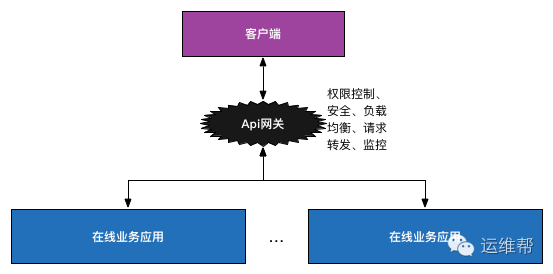 客户端
Api网关
权限控制、
安全、负载
均衡、请求
转发、监控
在线业务应用
...
在线业务应用
运维帮